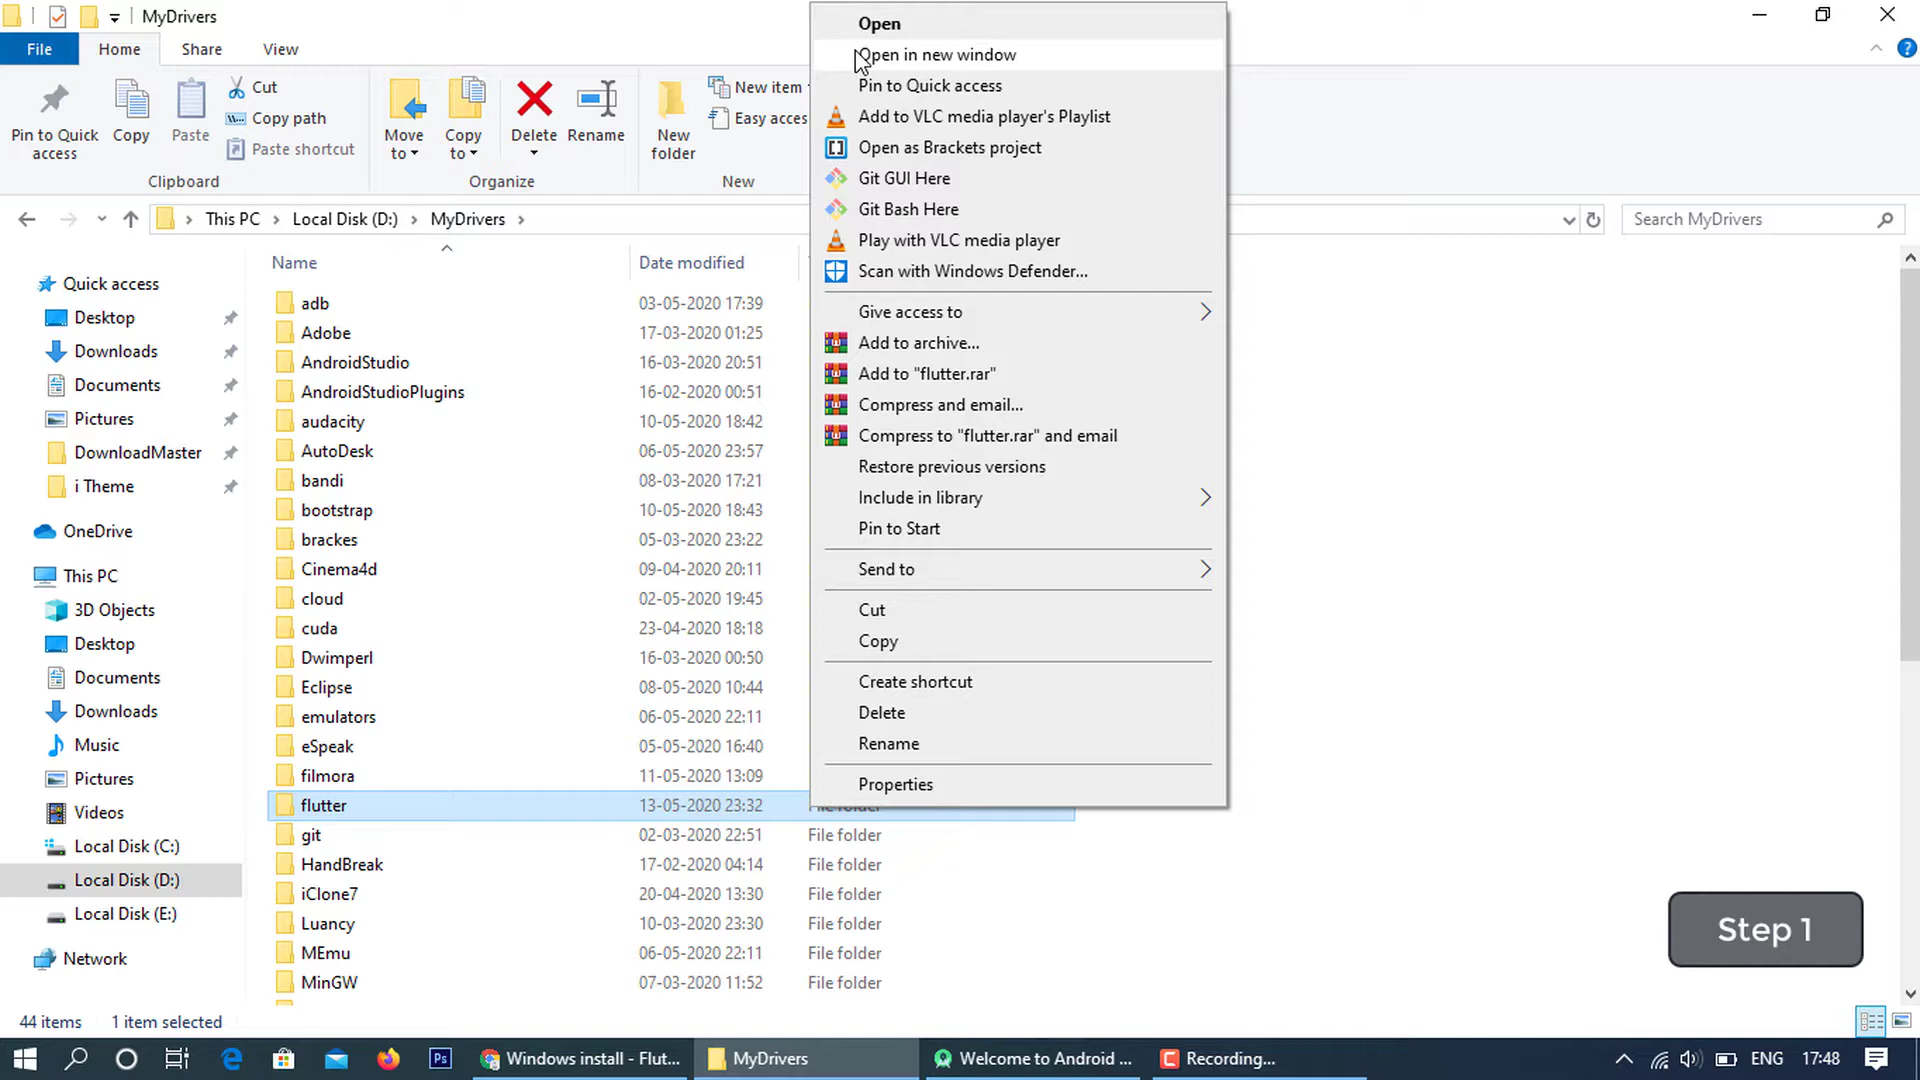 MyDrivers
File
Home
Share
View
Pin to Quick access
Copy
Paste
Cut
Copy path
Paste shortcut
Clipboard
Move to
Copy to
Delete
Rename
Organize
New folder
New item
Easy acces
New
This PC
Local Disk (D:)
MyDrivers
Search MyDrivers
Quick access
Desktop
Downloads
Documents
Pictures
DownloadMaster
i Theme
OneDrive
This PC
3D Objects
Desktop
Documents
Downloads
Music
Pictures
Videos
Local Disk (C:)
Local Disk (D:)
Local Disk (E:)
Network
Name Date modified
adb 03-05-2020 17:39
Adobe 17-03-2020 01:25
AndroidStudio 16-03-2020 20:51
AndroidStudioPlugins 16-02-2020 00:51
audacity 10-05-2020 18:42
AutoDesk 06-05-2020 23:57
bandi 08-03-2020 17:21
bootstrap 10-05-2020 18:43
brackes 05-03-2020 23:22
Cinema4d 09-04-2020 20:11
cloud 02-05-2020 19:45
cuda 23-04-2020 18:18
Dwimperl 16-03-2020 00:50
Eclipse 08-05-2020 10:44
emulators 06-05-2020 22:11
eSpeak 05-05-2020 16:40
filmora 11-05-2020 13:09
flutter 13-05-2020 23:32 File folder
git 02-03-2020 22:51 File folder
HandBreak 17-02-2020 04:14 File folder
iClone7 20-04-2020 13:30 File folder
Luancy 10-03-2020 23:30 File folder
MEmu 06-05-2020 22:11 File folder
MinGW 07-03-2020 11:52 File folder
Open
Open in new window
Pin to Quick access
Add to VLC media player's Playlist
Open as Brackets project
Git GUI Here
Git Bash Here
Play with VLC media player
Scan with Windows Defender...
Give access to
Add to archive...
Add to "flutter.rar"
Compress and email...
Compress to "flutter.rar" and email
Restore previous versions
Include in library
Pin to Start
Send to
Cut
Copy
Create shortcut
Delete
Rename
Properties
Step 1
44 items 1 item selected
Ps
Windows install - Flut...
MyDrivers
Welcome to Android ...
Recording...
ENG
17:48